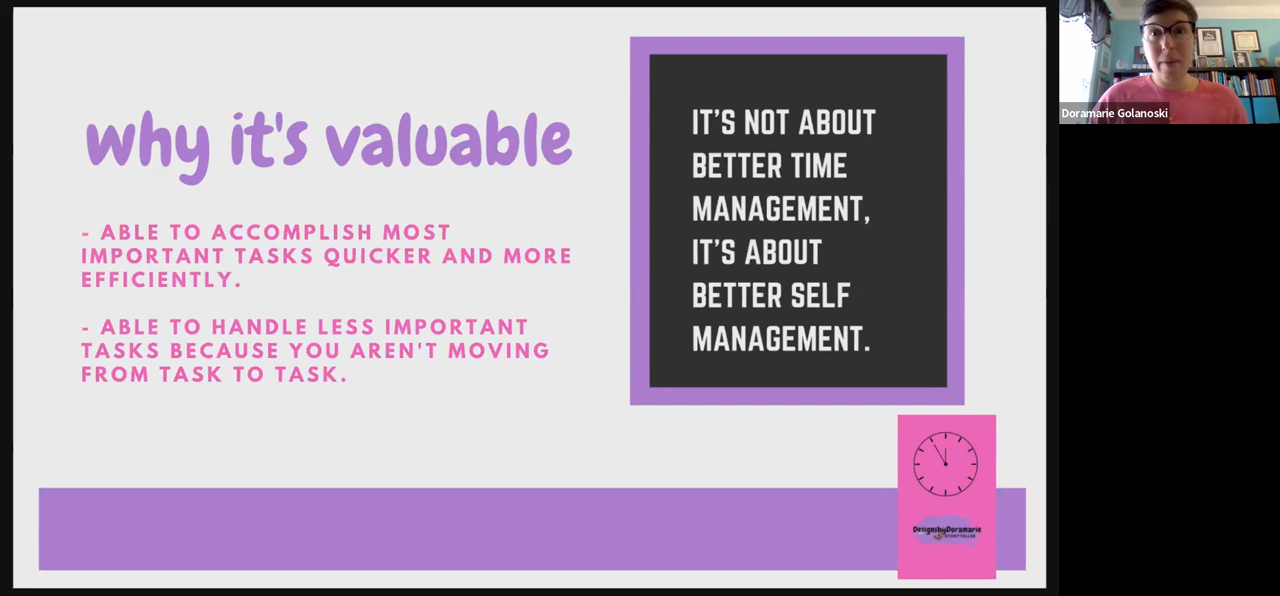 why it's valuable
- ABLE TO ACCOMPLISH MOST
IMPORTANT TASKS QUICKER AND MORE
EFFICIENTLY.
- ABLE TO HANDLE LESS IMPORTANT
TASKS BECAUSE YOU AREN'T MOVING
FROM TASK TO TASK.
IT'S NOT ABOUT
BETTER TIME
MANAGEMENT,
IT'S ABOUT
BETTER SELF
MANAGEMENT.
DesignsbyDoramarie
STORYTELLER
Doramarie Golanoski